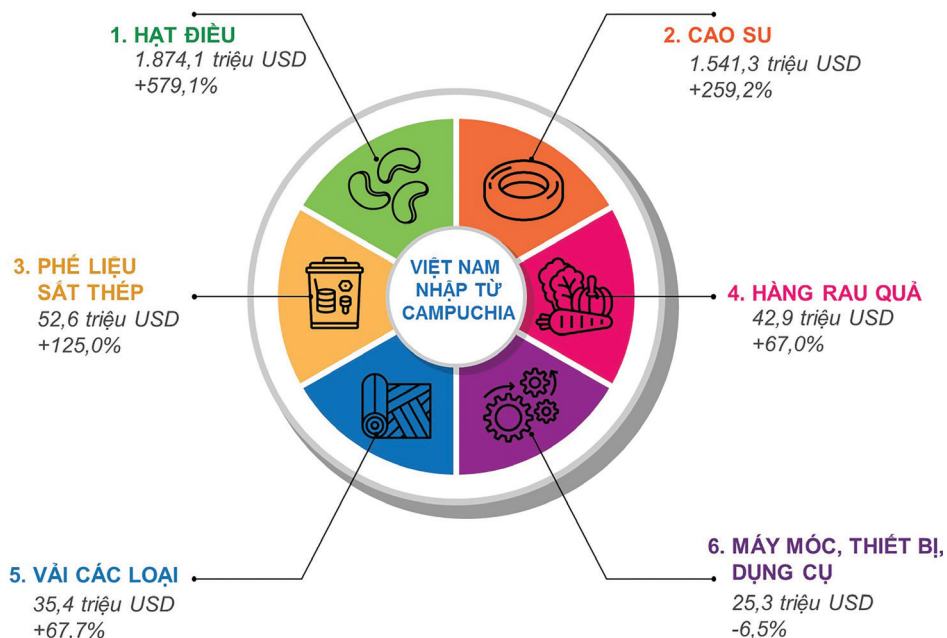 1. HẠT ĐIỀU
1.874,1 triệu USD
+579,1%
2. CAO SU
1.541,3 triệu USD
+259,2%
VIỆT NAM
NHẬP TỪ
CAMPUCHIA
3. PHẾ LIỆU
SẮT THÉP
52,6 triệu USD
+125,0%
4. HÀNG RAU QUẢ
42,9 triệu USD
+67,0%
5. VẢI CÁC LOẠI
35,4 triệu USD
+67,7%
6. MÁY MÓC, THIẾT BỊ,
DỤNG CỤ
25,3 triệu USD
-6,5%